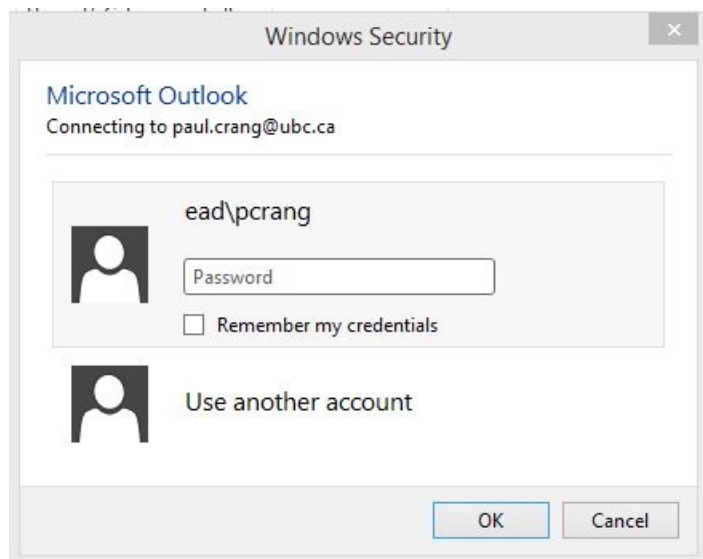 Windows Security
Microsoft Outlook
Connecting to paul.crang@ubc.ca
ead\pcrang
Password
Remember my credentials
Use another account
OK
Cancel